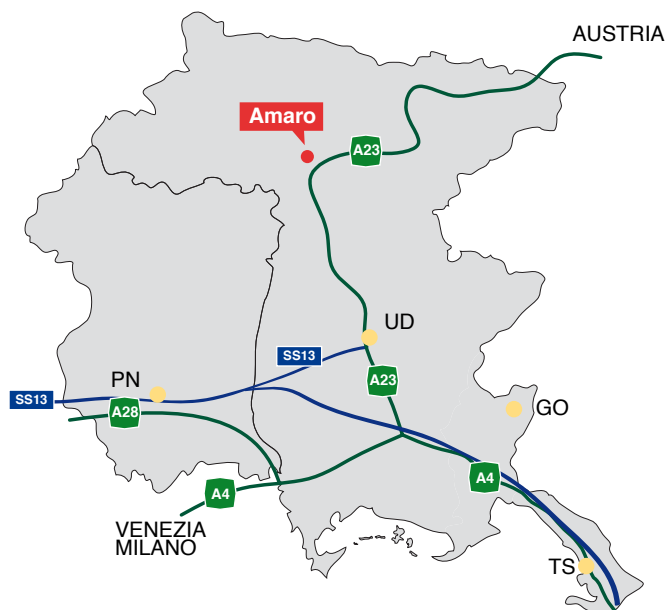 AUSTRIA
Amaro
A23
UD
SS13
PN
A23
SS13
A28
GO
A4
A4
VENEZIA
MILANO
TS